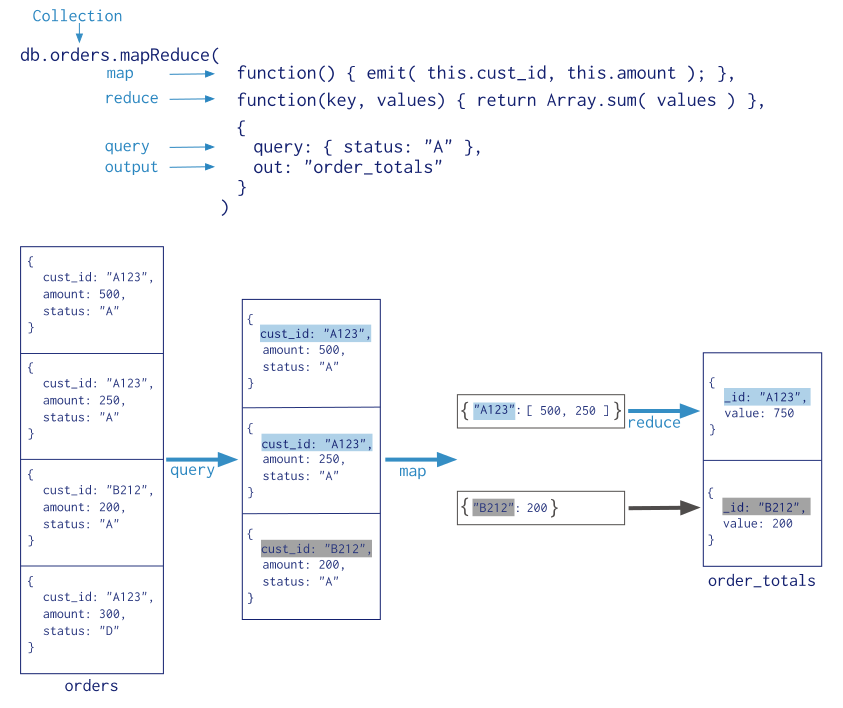 Collection
db.orders.mapReduce(
map
function() { emit( this.cust_id, this.amount ); },
reduce
function(key, values) { return Array.sum( values ) },
{
query
query: { status: "A" },
output
out: "order_totals"
}
)
{
cust_id: "A123",
amount: 500,
status: "A"
}
{
cust_id: "A123",
amount: 250,
status: "A"
}
{
cust_id: "B212",
amount: 200,
status: "A"
}
{
cust_id: "A123",
amount: 300,
status: "D"
}
orders
query
{
cust_id: "A123",
amount: 500,
status: "A"
}
{
cust_id: "A123",
amount: 250,
status: "A"
}
{
cust_id: "B212",
amount: 200,
status: "A"
}
map
{ "A123": [ 500, 250 ] }
{ "B212": 200 }
reduce
{
_id: "A123",
value: 750
}
{
_id: "B212",
value: 200
}
order_totals